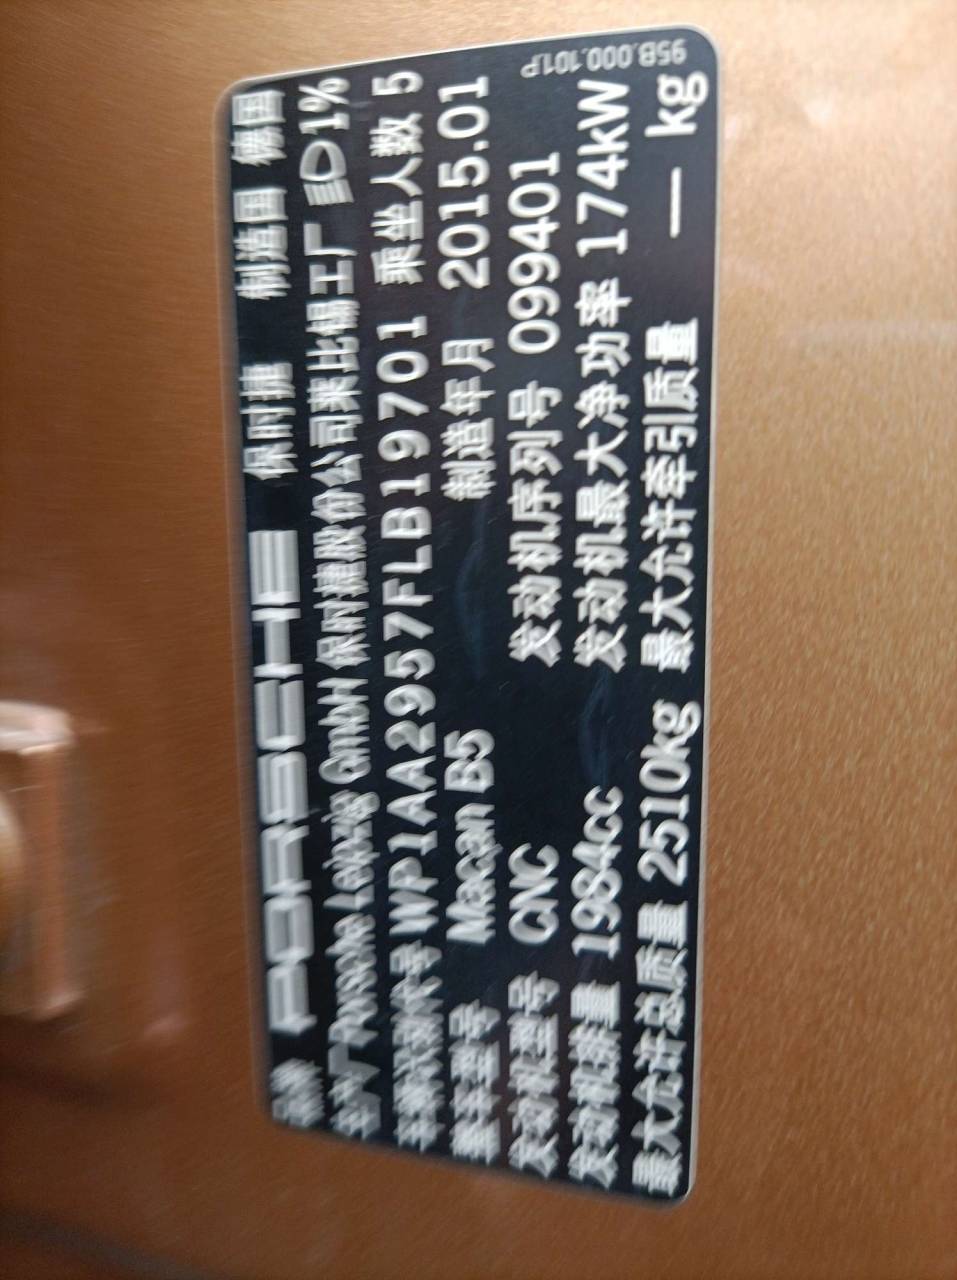 品牌 PORSCHE 保时捷 制造国 德国
生产厂 Porsche Leipzig GmbH 保时捷股份公司莱比锡工厂 1%
车辆识别代号 WP1AA2957FLB19701 乘坐人数 5
整车型号 Macan B5 制造年月 2015.01
发动机型号 CNC 发动机序列号 099401
发动机排量 1984cc 发动机最大净功率 174kW
最大允许总质量 2510kg 最大允许牵引质量 — kg
95B.000.101.P